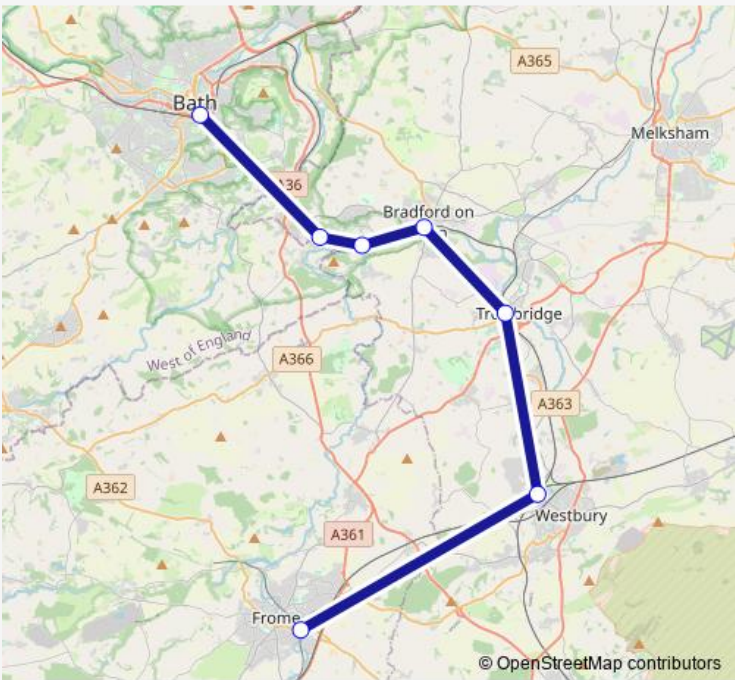 A365
Bath
Melksham
A36
Bradford on
Trowbridge
West of England
A366
A363
A362
Westbury
A361
Frome
© OpenStreetMap contributors